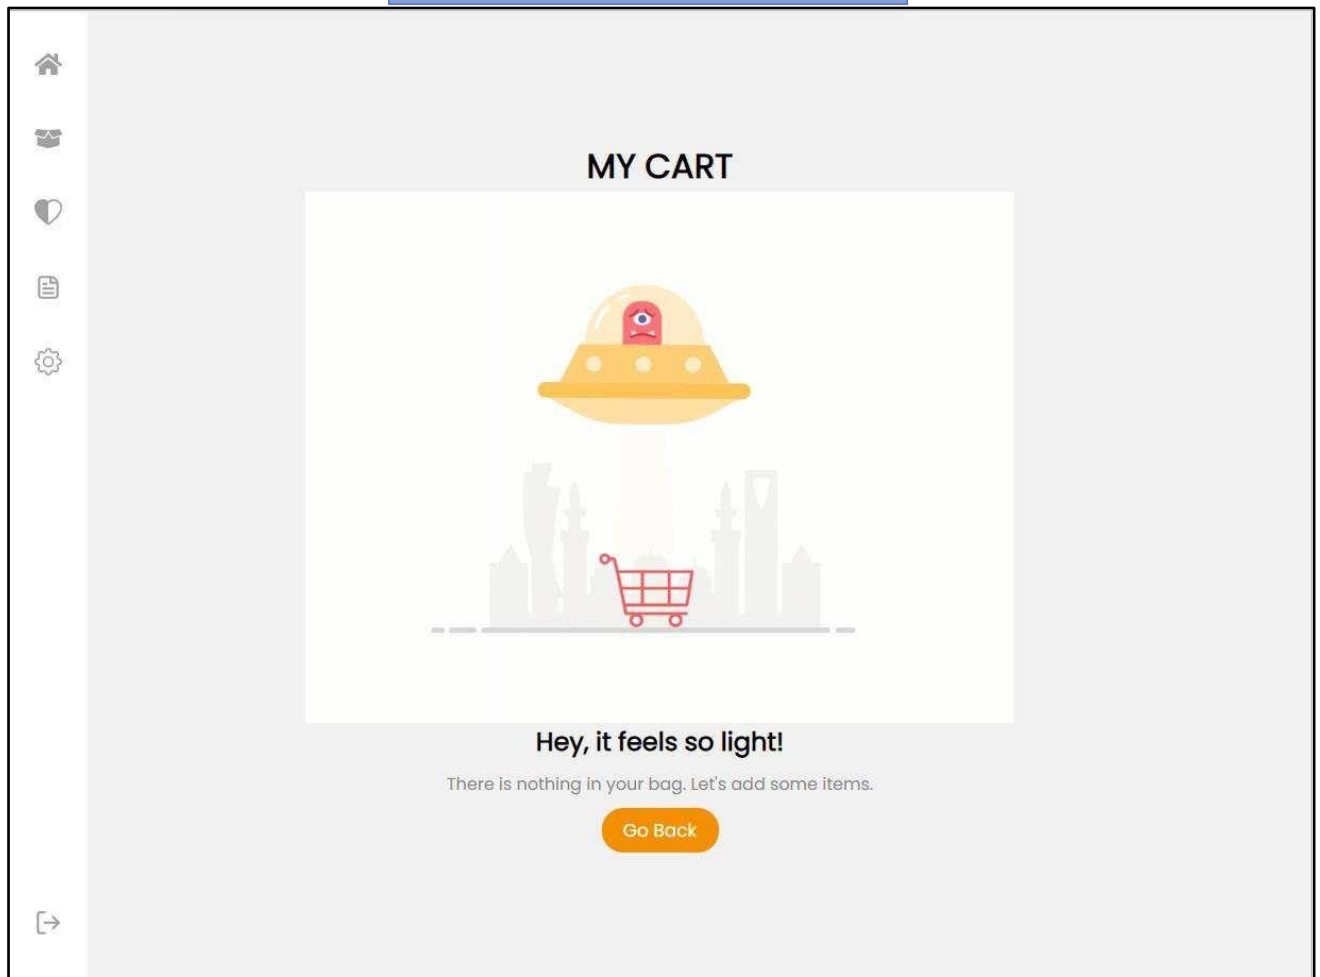 MY CART
Hey, it feels so light!
There is nothing in your bag. Let's add some items.
Go Back